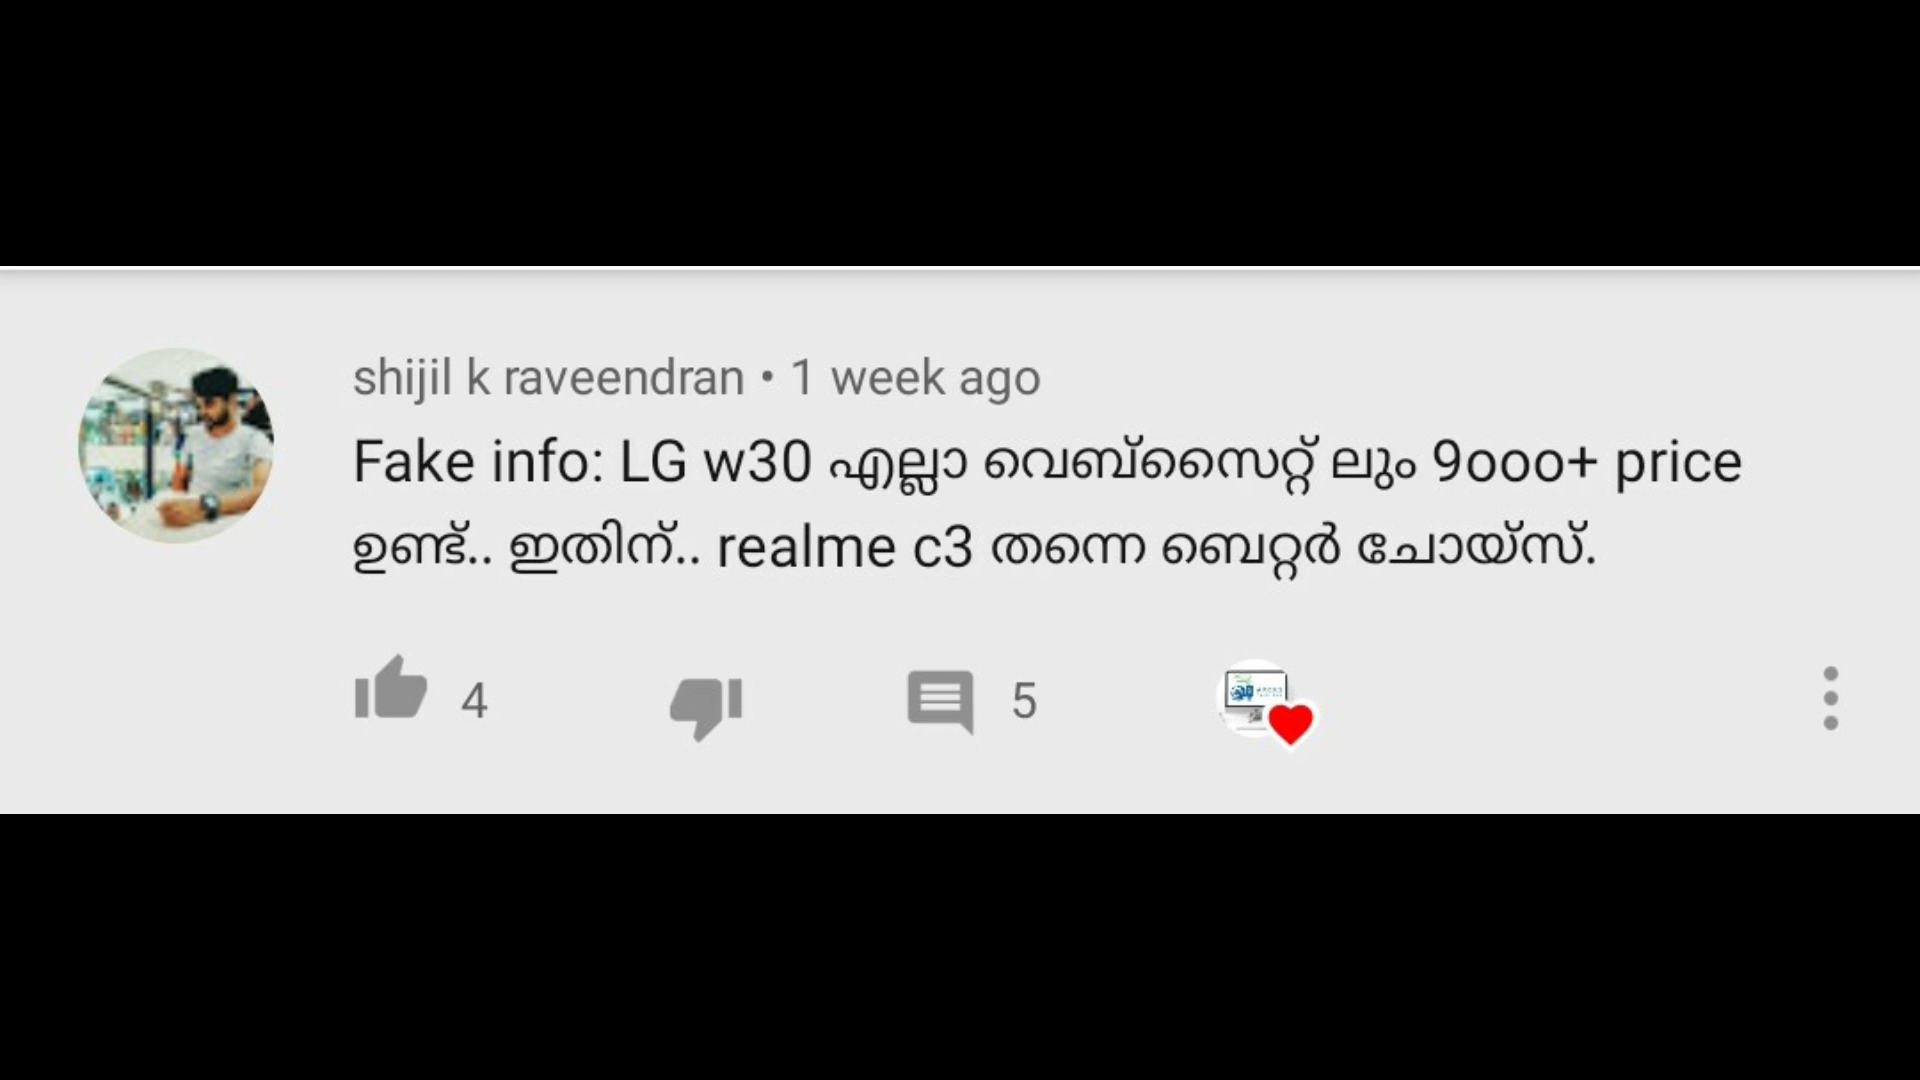 shijil k raveendran • 1 week ago
Fake info: LG w30 എല്ലാ വെബ്സൈറ്റ് ലും 9ooo+ price
ഉണ്ട്.. ഇതിന്.. realme c3 തന്നെ ബെറ്റർ ചോയ്സ്.
4 5